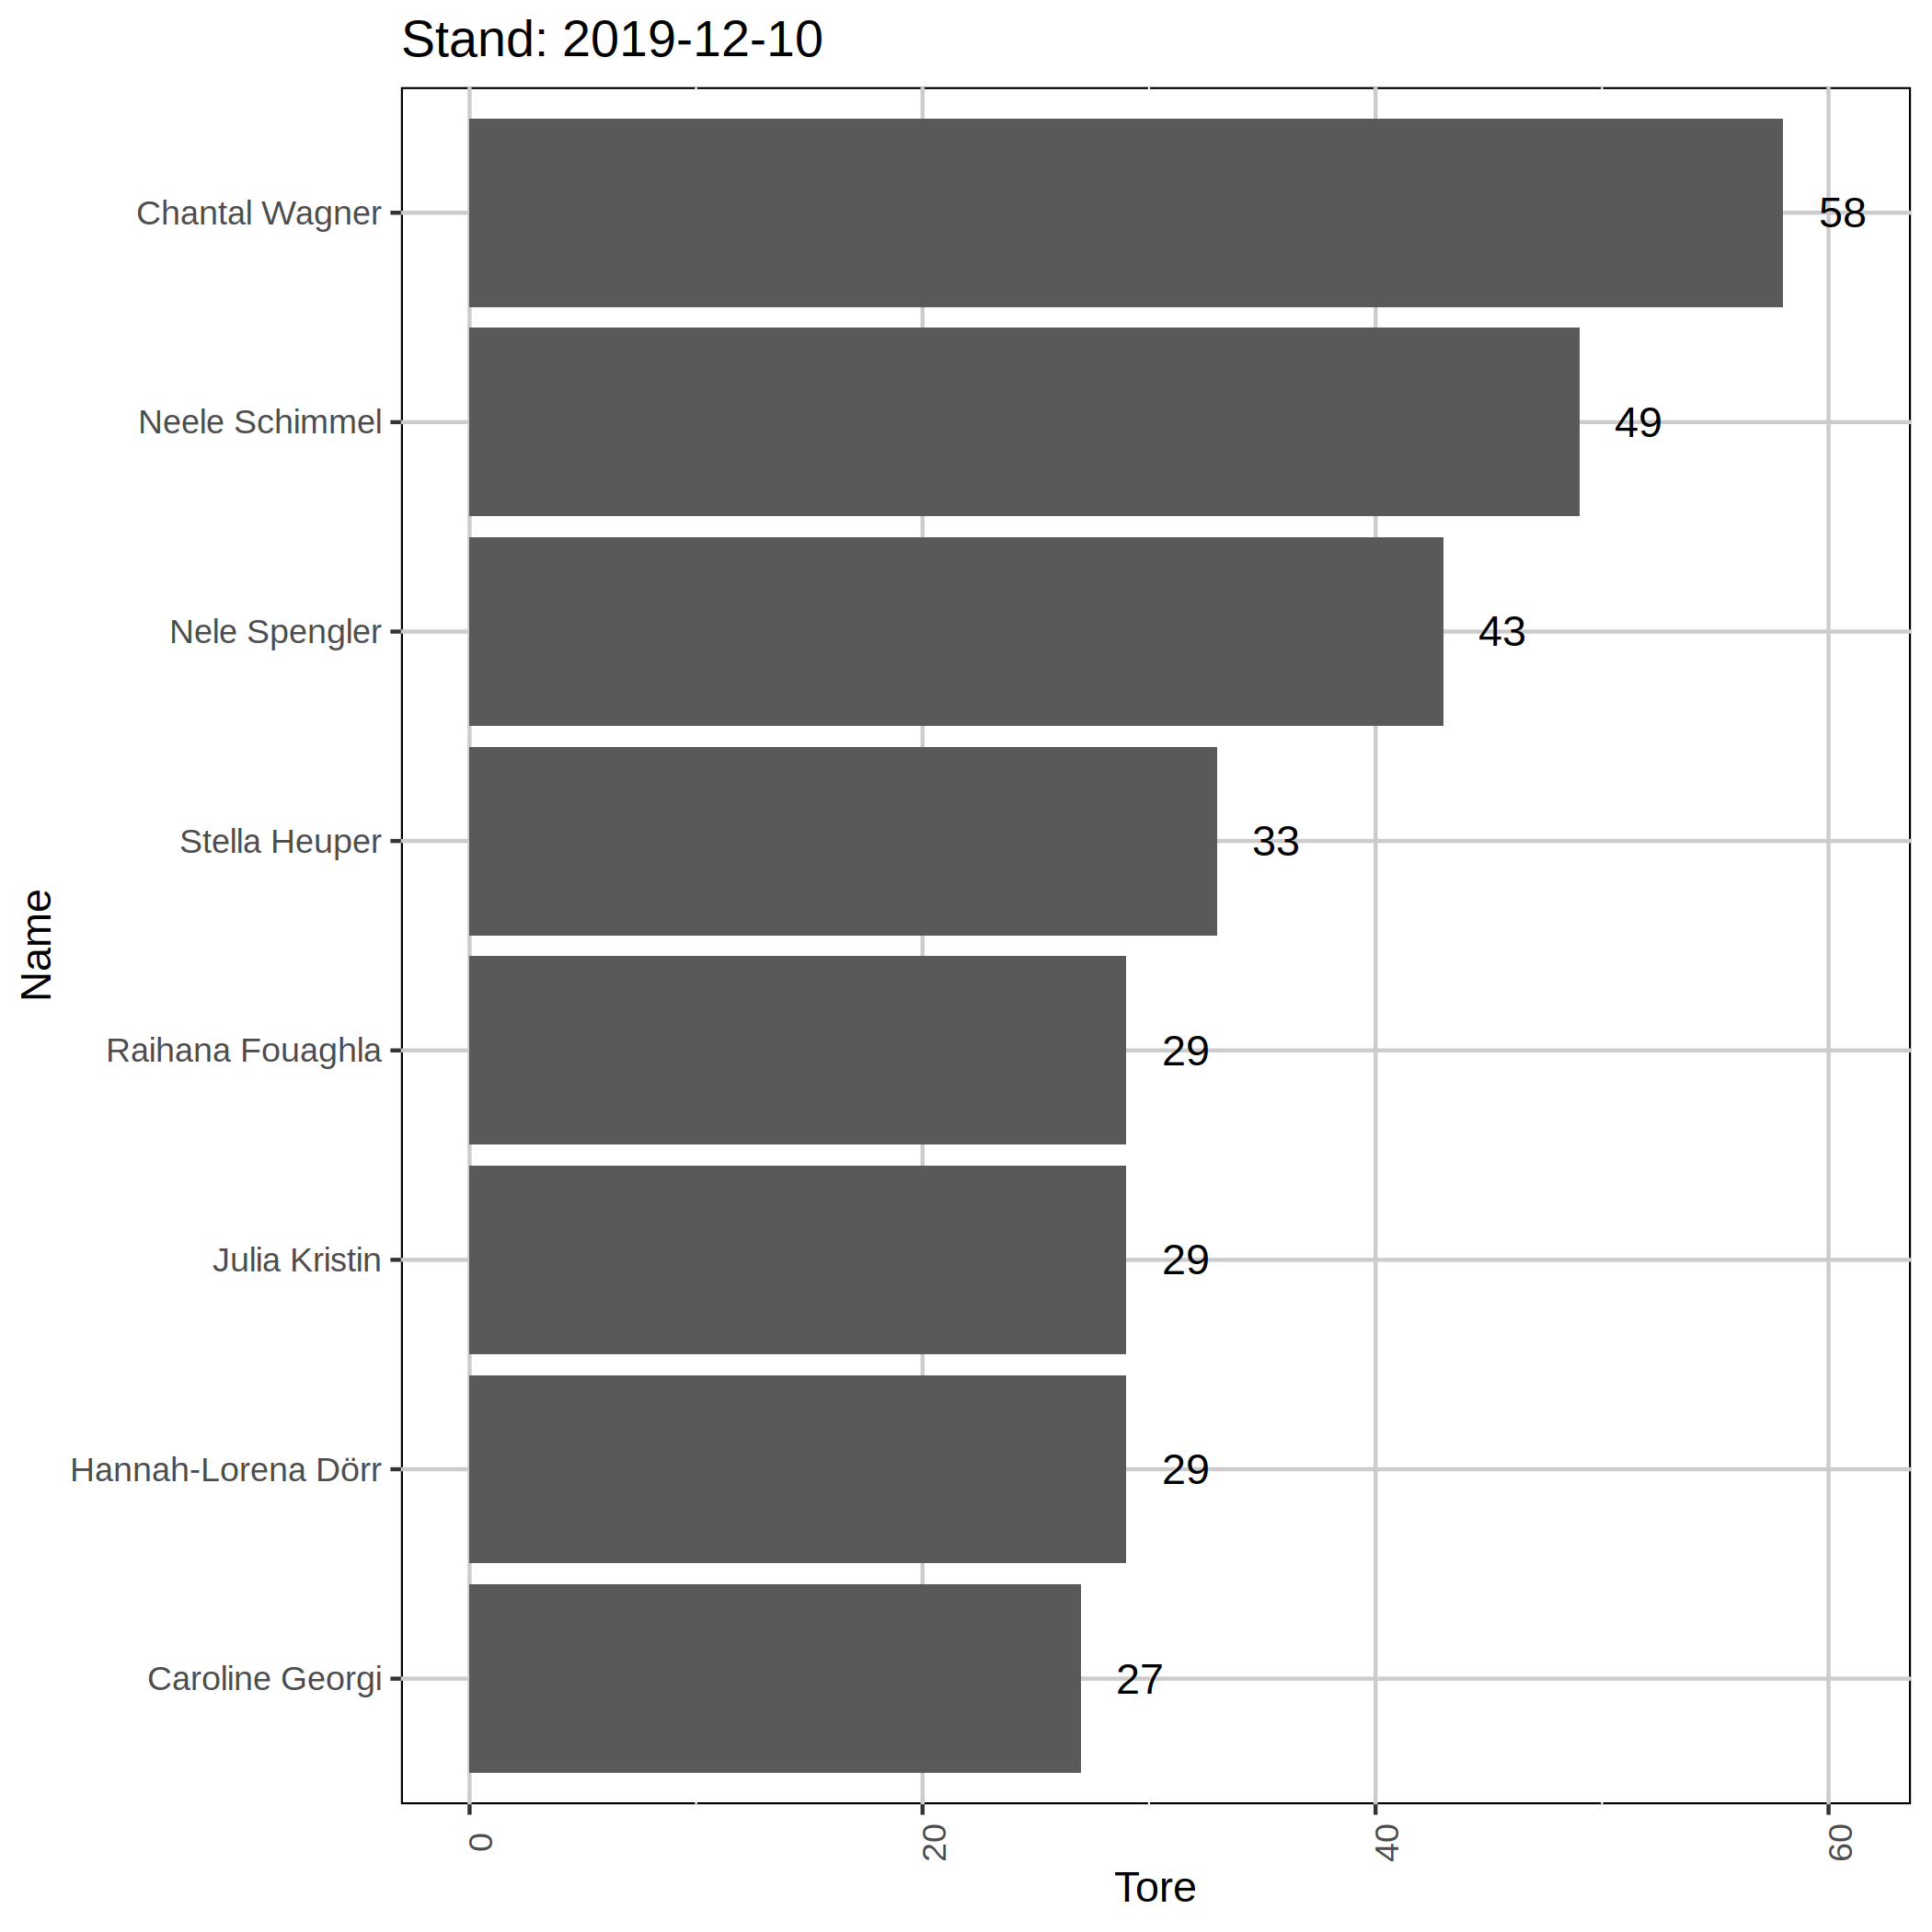 Stand: 2019-12-10
Chantal Wagner 58
Neele Schimmel 49
Nele Spengler 43
Stella Heuper 33
Name
Raihana Fouaghla 29
Julia Kristin 29
Hannah-Lorena Dörr 29
Caroline Georgi 27
0 20 40 60
Tore